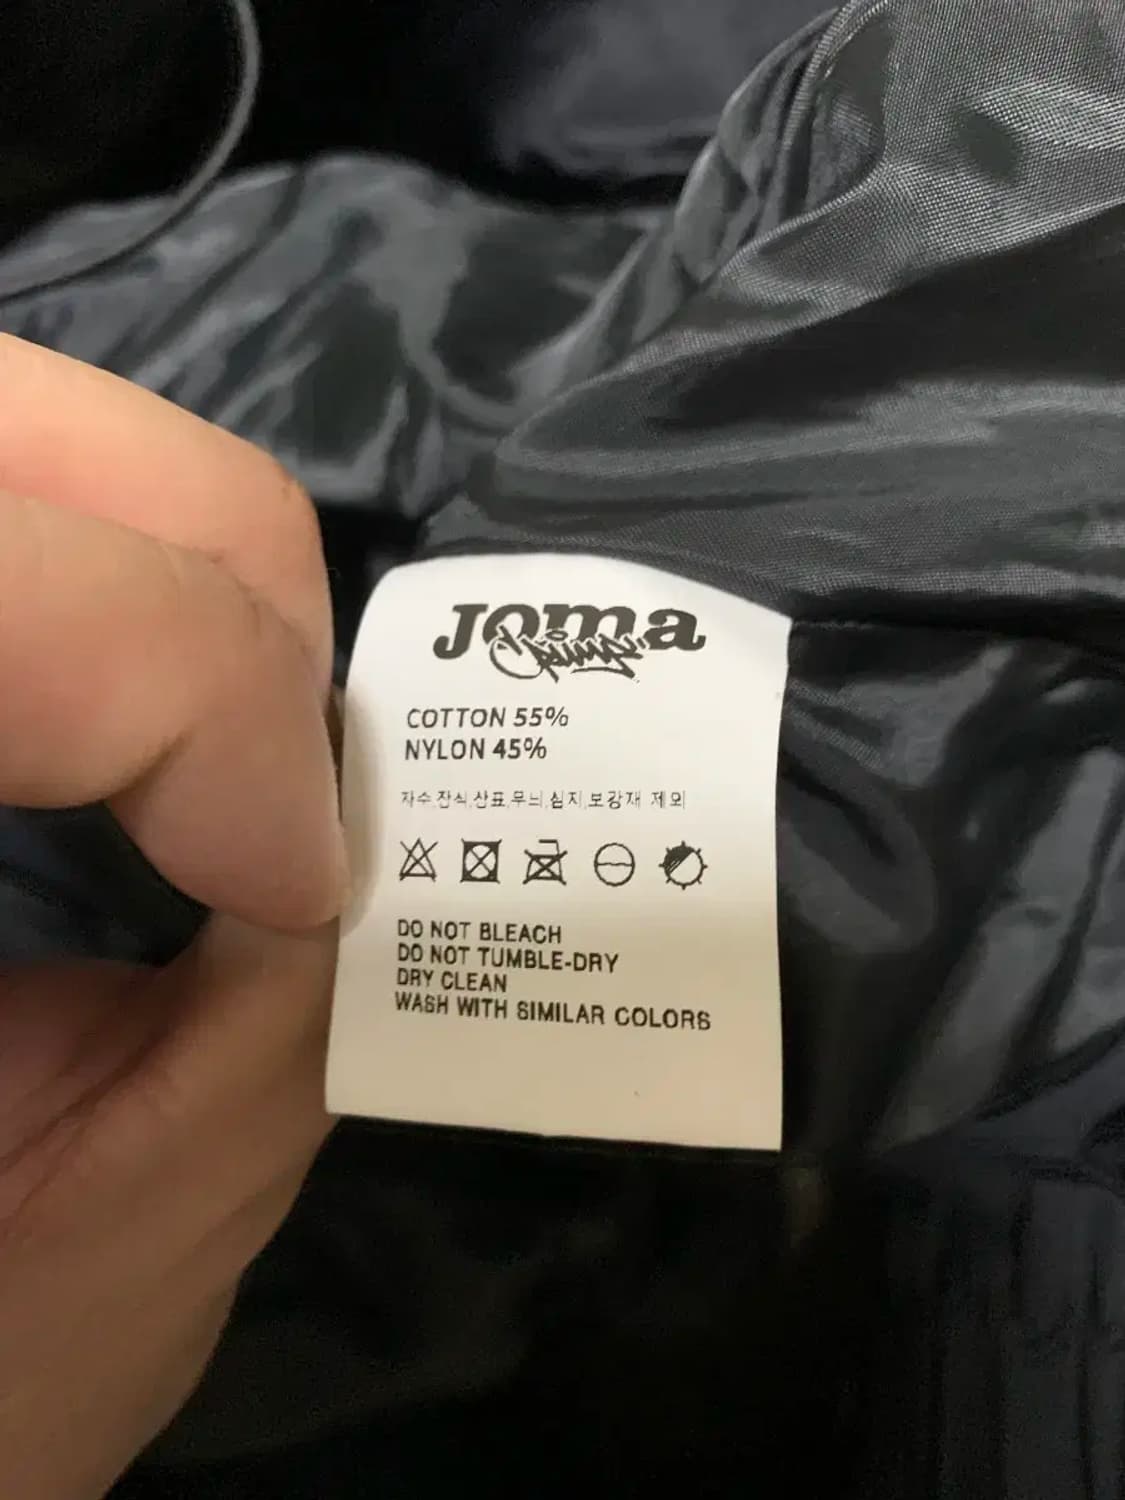 Joma
Crump
COTTON 55%
NYLON 45%
자수,장식,상표,무늬,심지,보강재 제외
DO NOT BLEACH
DO NOT TUMBLE-DRY
DRY CLEAN
WASH WITH SIMILAR COLORS